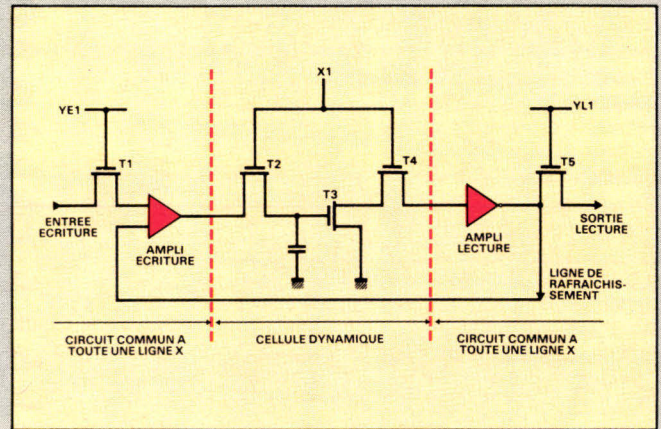 X1
YE1
YL1
T1
T2
T4
T5
T3
ENTREE
ECRITURE
AMPLI
ECRITURE
AMPLI
LECTURE
SORTIE
LECTURE
LIGNE DE
RAFRAICHIS-
SEMENT
CIRCUIT COMMUN A
TOUTE UNE LIGNE X
CELLULE DYNAMIQUE
CIRCUIT COMMUN A
TOUTE UNE LIGNE X